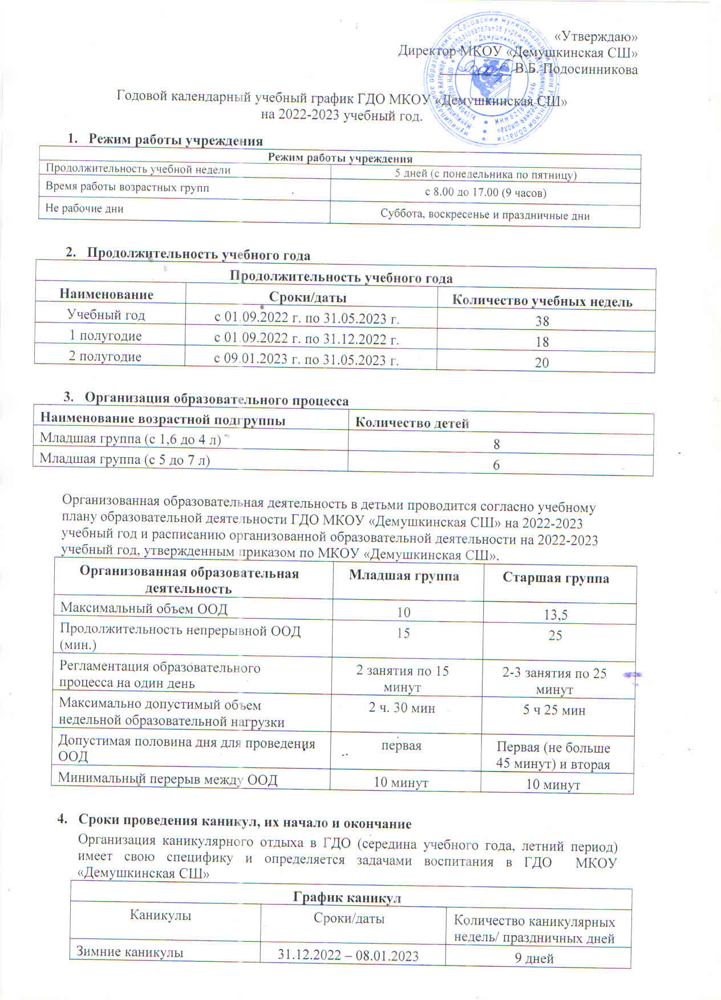 «Утверждаю»
Директор МКОУ «Демушкинская СШ»
В.Б. Подосинникова
Годовой календарный учебный график ГДО МКОУ «Демушкинская СШ»
на 2022-2023 учебный год.
1. Режим работы учреждения
Режим работы учреждения
Продолжительность учебной недели 5 дней (с понедельника по пятницу)
Время работы возрастных групп с 8.00 до 17.00 (9 часов)
Не рабочие дни Суббота, воскресенье и праздничные дни
2. Продолжительность учебного года
Продолжительность учебного года
Наименование Сроки/даты Количество учебных недель
Учебный год с 01.09.2022 г. по 31.05.2023 г. 38
1 полугодие с 01.09.2022 г. по 31.12.2022 г. 18
2 полугодие с 09.01.2023 г. по 31.05.2023 г. 20
3. Организация образовательного процесса
Наименование возрастной подгруппы Количество детей
Младшая группа (с 1,6 до 4 л) 8
Младшая группа (с 5 до 7 л) 6
Организованная образовательная деятельность в детьми проводится согласно учебному
плану образовательной деятельности ГДО МКОУ «Демушкинская СШ» на 2022-2023
учебный год и расписанию организованной образовательной деятельности на 2022-2023
учебный год, утвержденным приказом по МКОУ «Демушкинская СШ».
Организованная образовательная Младшая группа Старшая группа
деятельность
Максимальный объем ООД 10 13,5
Продолжительность непрерывной ООД 15 25
(мин.)
Регламентация образовательного 2 занятия по 15 2-3 занятия по 25
процесса на один день минут минут
Максимально допустимый объем 2 ч. 30 мин 5 ч 25 мин
недельной образовательной нагрузки
Допустимая половина дня для проведения первая Первая (не больше
ООД 45 минут) и вторая
Минимальный перерыв между ООД 10 минут 10 минут
4. Сроки проведения каникул, их начало и окончание
Организация каникулярного отдыха в ГДО (середина учебного года, летний период)
имеет свою специфику и определяется задачами воспитания в ГДО МКОУ
«Демушкинская СШ»
График каникул
Каникулы Сроки/даты Количество каникулярных
недель/ праздничных дней
Зимние каникулы 31.12.2022 – 08.01.2023 9 дней